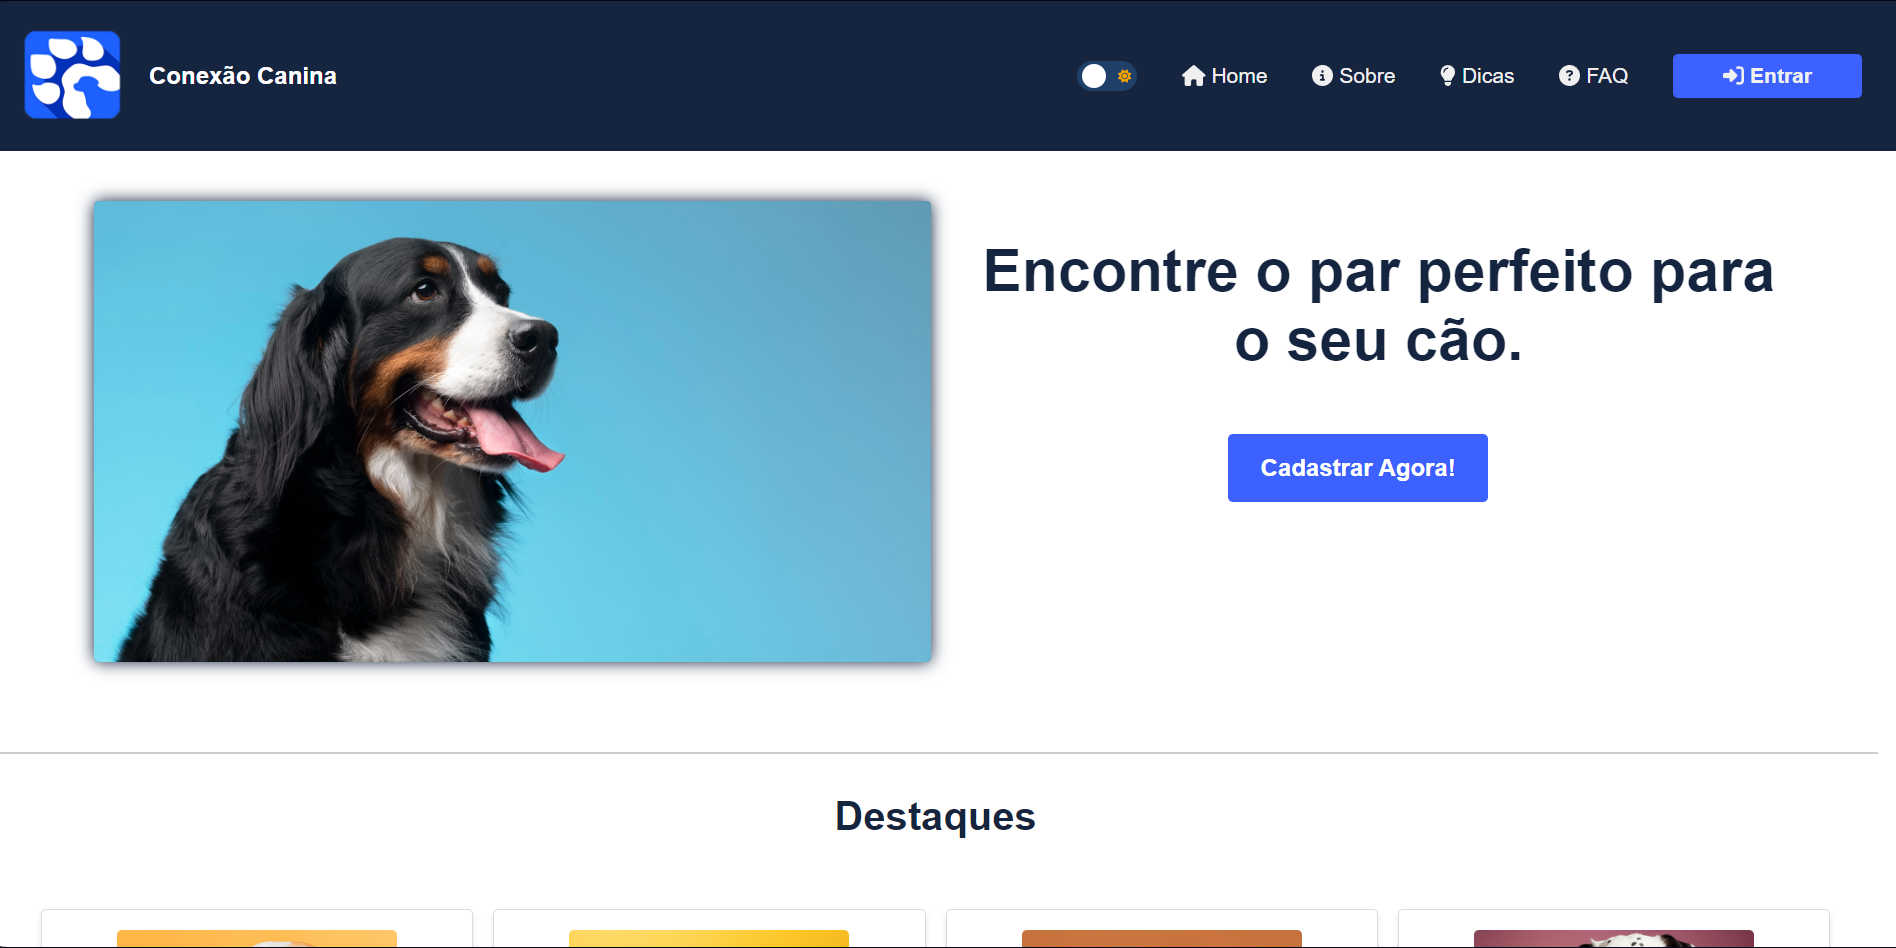 Conexão Canina
Home
Sobre
Dicas
FAQ
Entrar
Encontre o par perfeito para
o seu cão.
Cadastrar Agora!
Destaques